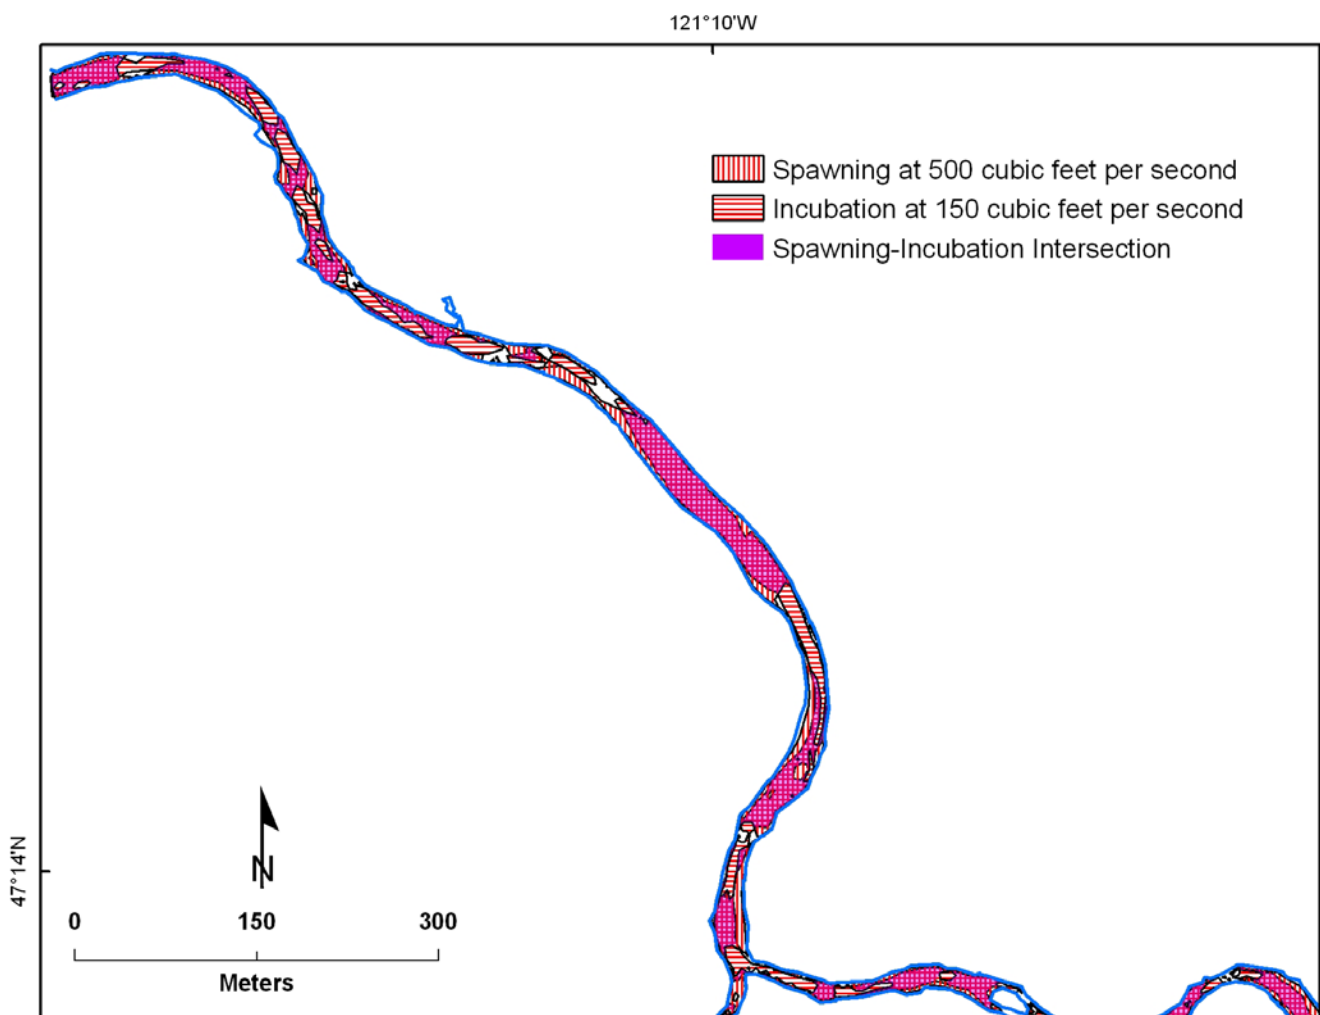 121°10'W
Spawning at 500 cubic feet per second
Incubation at 150 cubic feet per second
Spawning-Incubation Intersection
47°14'N
N
0 150 300
Meters